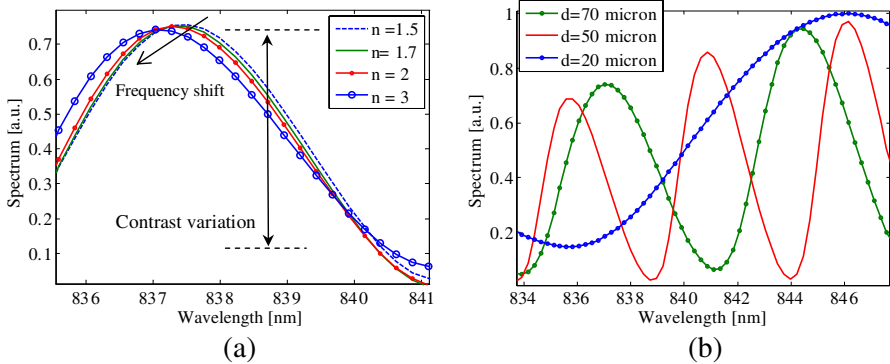 (a)
n =1.5
n= 1.7
n = 2
n = 3
Frequency shift
Contrast variation
Spectrum [a.u.]
0.7
0.6
0.5
0.4
0.3
0.2
0.1
836 837 838 839 840 841
Wavelength [nm]
(a)
(b)
d=70 micron
d=50 micron
d=20 micron
Spectrum [a.u.]
1
0.8
0.6
0.4
0.2
834 836 838 840 842 844 846
Wavelength [nm]
(b)